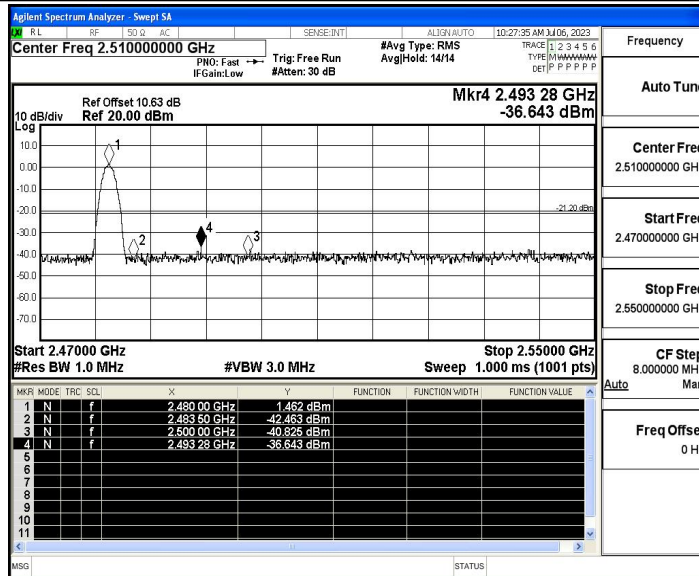 Agilent Spectrum Analyzer - Swept SA
LXI RL RF 50 Ω AC SENSE:INT ALIGN AUTO 10:27:35 AM Jul 06, 2023
Center Freq 2.510000000 GHz
PNO: Fast
IFGain:Low
Trig: Free Run
#Atten: 30 dB
#Avg Type: RMS
Avg|Hold: 14/14
TRACE 1 2 3 4 5 6
TYPE M W W W W W
DET P P P P P P
Frequency
Auto Tune
Mkr4 2.493 28 GHz
-36.643 dBm
Ref Offset 10.63 dB
10 dB/div Ref 20.00 dBm
Log
10.0
0.00
-10.0
-20.0
-30.0
-40.0
-50.0
-60.0
-70.0
1
2
4
3
-21.20 dBm
Center Freq
2.510000000 GH
Start Freq
2.470000000 GH
Stop Freq
2.550000000 GH
Start 2.47000 GHz Stop 2.55000 GHz
#Res BW 1.0 MHz #VBW 3.0 MHz Sweep 1.000 ms (1001 pts)
CF Step
8.000000 MH
Auto Man
Freq Offset
0 H
MKR MODE TRC SCL X Y FUNCTION FUNCTION WIDTH FUNCTION VALUE
1 N f 2.480 00 GHz 1.462 dBm
2 N f 2.483 50 GHz -42.463 dBm
3 N f 2.500 00 GHz -40.825 dBm
4 N f 2.493 28 GHz -36.643 dBm
5
6
7
8
9
10
11
MSG STATUS